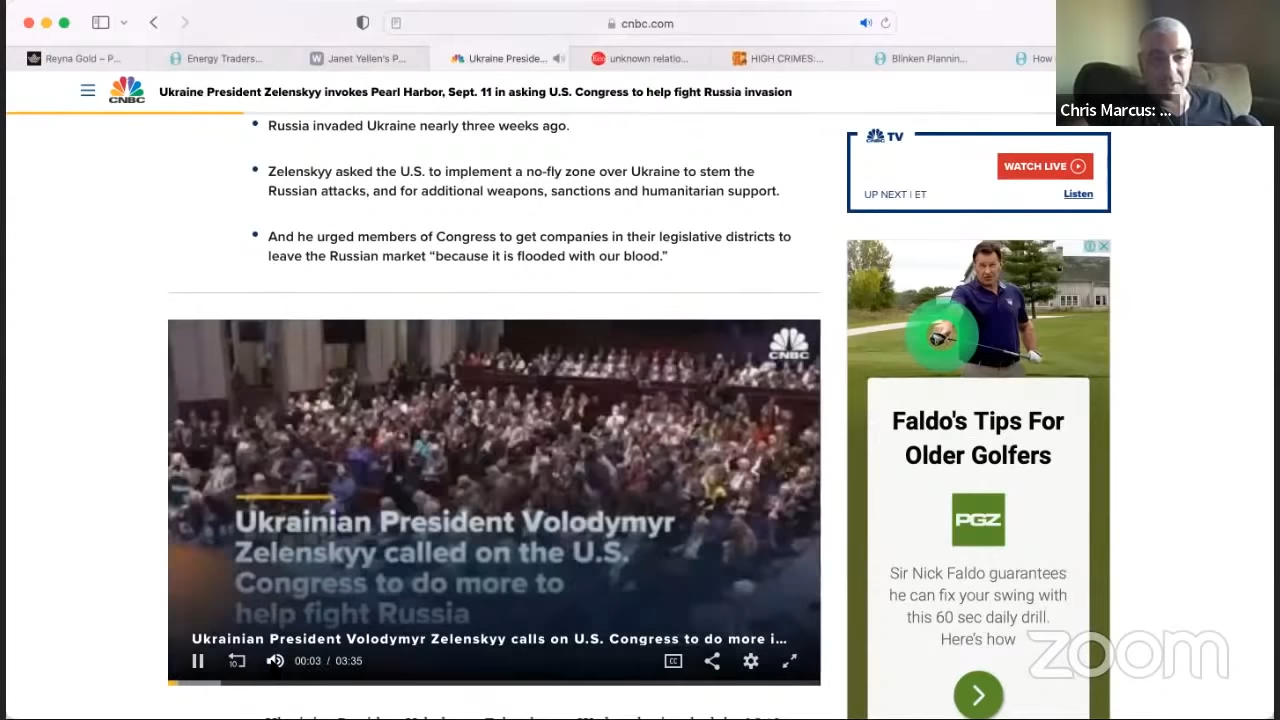 cnbc.com
Reyna Gold – P...
Energy Traders...
Janet Yellen's P...
Ukraine Preside...
unknown relatio...
HIGH CRIMES:...
Blinken Plannin...
How
Chris Marcus: ...
CNBC
Ukraine President Zelenskyy invokes Pearl Harbor, Sept. 11 in asking U.S. Congress to help fight Russia invasion
Russia invaded Ukraine nearly three weeks ago.
Zelenskyy asked the U.S. to implement a no-fly zone over Ukraine to stem the
Russian attacks, and for additional weapons, sanctions and humanitarian support.
And he urged members of Congress to get companies in their legislative districts to
leave the Russian market “because it is flooded with our blood.”
TV
WATCH LIVE
UP NEXT | ET
Listen
CNBC
Ukrainian President Volodymyr
Zelenskyy called on the U.S.
Congress to do more to
help fight Russia
Ukrainian President Volodymyr Zelenskyy calls on U.S. Congress to do more i...
10
00:03 / 03:35
CC
Faldo's Tips For
Older Golfers
PGZ
Sir Nick Faldo guarantees
he can fix your swing with
this 60 sec daily drill.
Here's how
zoom